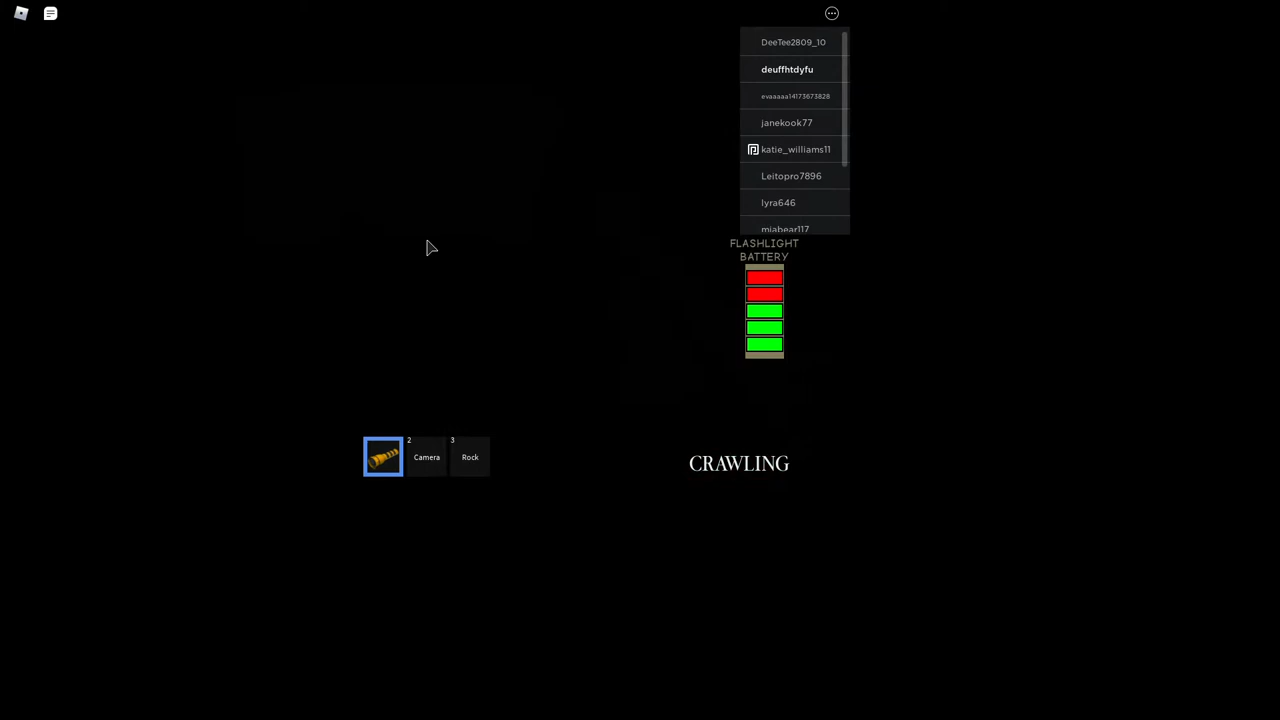 DeeTee2809_10
deuffhtdyfu
evaaaaa14173673828
janekook77
katie_williams11
Leitopro7896
lyra646
miabear117
FLASHLIGHT
BATTERY
2
Camera
3
Rock
CRAWLING